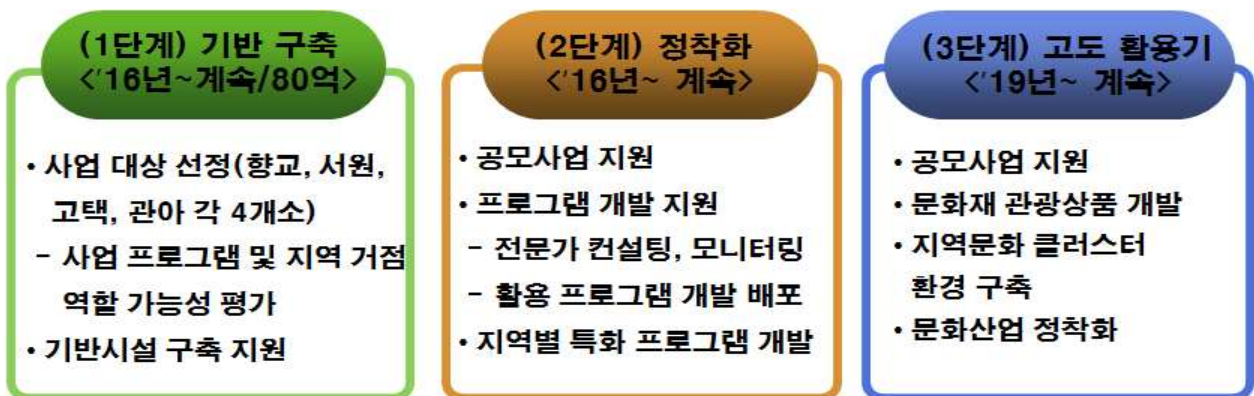 (1단계) 기반 구축
<'16년~계속/80억>
• 사업 대상 선정(향교, 서원,
고택, 관아 각 4개소)
- 사업 프로그램 및 지역 거점
역할 가능성 평가
• 기반시설 구축 지원
(2단계) 정착화
<'16년~ 계속>
• 공모사업 지원
• 프로그램 개발 지원
- 전문가 컨설팅, 모니터링
- 활용 프로그램 개발 배포
• 지역별 특화 프로그램 개발
(3단계) 고도 활용기
<'19년~ 계속>
• 공모사업 지원
• 문화재 관광상품 개발
• 지역문화 클러스터
환경 구축
• 문화산업 정착화